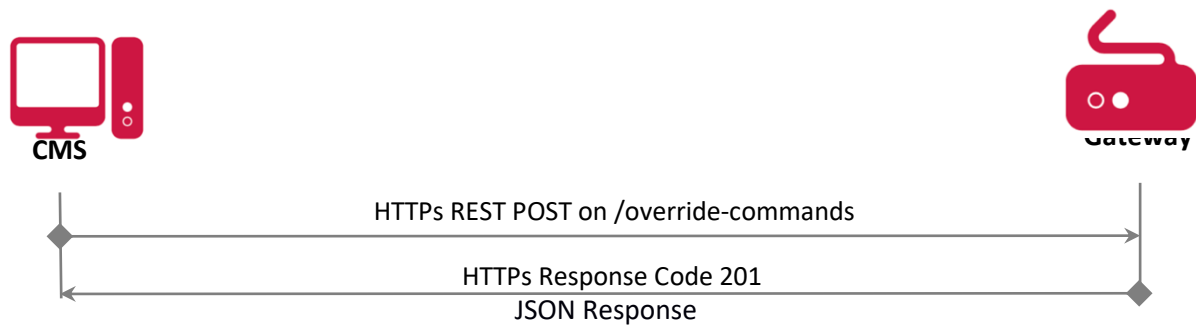 CMS
Gateway
HTTPs REST POST on /override-commands
HTTPs Response Code 201
JSON Response